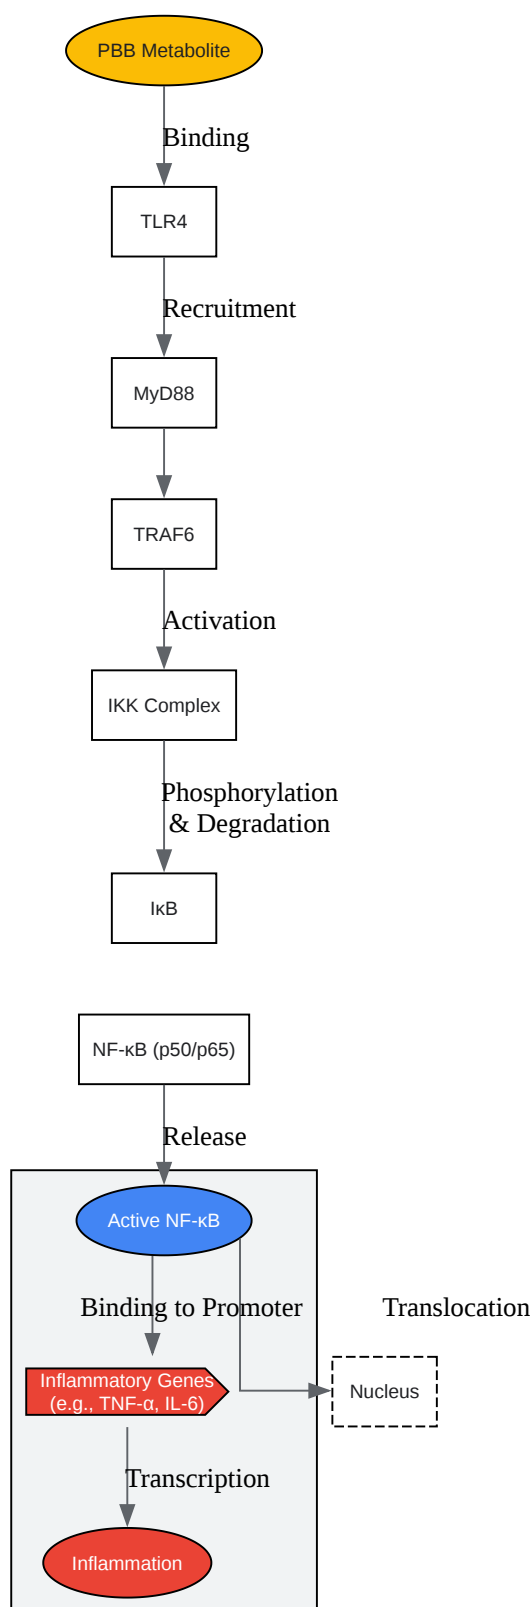 PBB Metabolite
Binding
TLR4
Recruitment
MyD88
TRAF6
Activation
IKK Complex
Phosphorylation
& Degradation
IκB
NF-κB (p50/p65)
Release
Active NF-κB
Binding to Promoter
Translocation
Inflammatory Genes
(e.g., TNF-α, IL-6)
Nucleus
Transcription
Inflammation